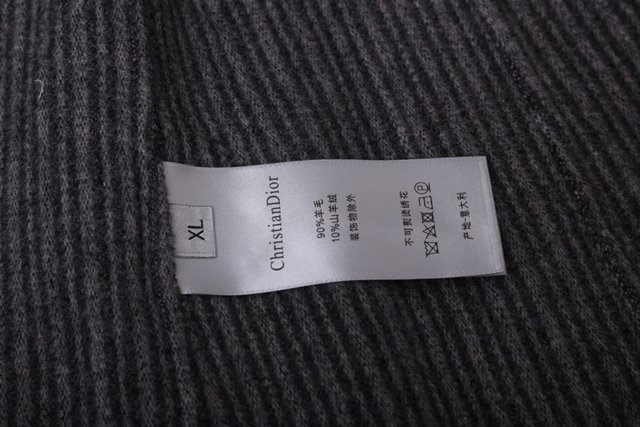 XL
ChristianDior
90%羊毛
10%山羊绒
装饰物除外
不可熨烫绣花
产地-意大利